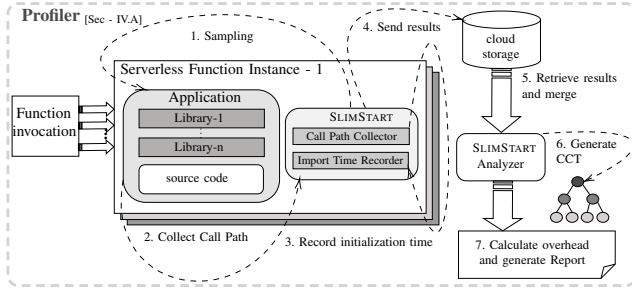 Profiler [Sec - IV.A]
1. Sampling
4. Send results
cloud
storage
Serverless Function Instance - 1
5. Retrieve results
and merge
Function
invocation
Application
Library-1
Library-n
source code
SLIMSTART
Call Path Collector
Import Time Recorder
SLIMSTART
Analyzer
6. Generate
CCT
2. Collect Call Path
3. Record initialization time
7. Calculate overhead
and generate Report